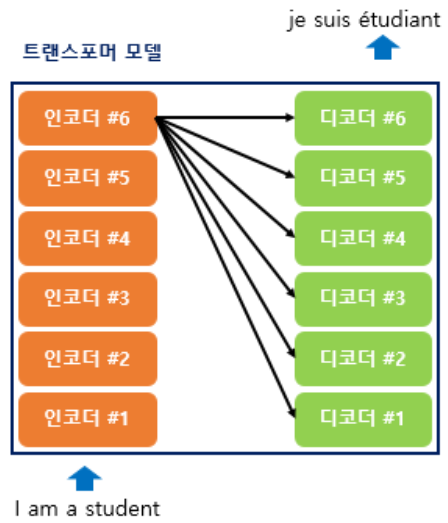 je suis étudiant
트랜스포머 모델
인코더 #6
디코더 #6
인코더 #5
디코더 #5
인코더 #4
디코더 #4
인코더 #3
디코더 #3
인코더 #2
디코더 #2
인코더 #1
디코더 #1
I am a student